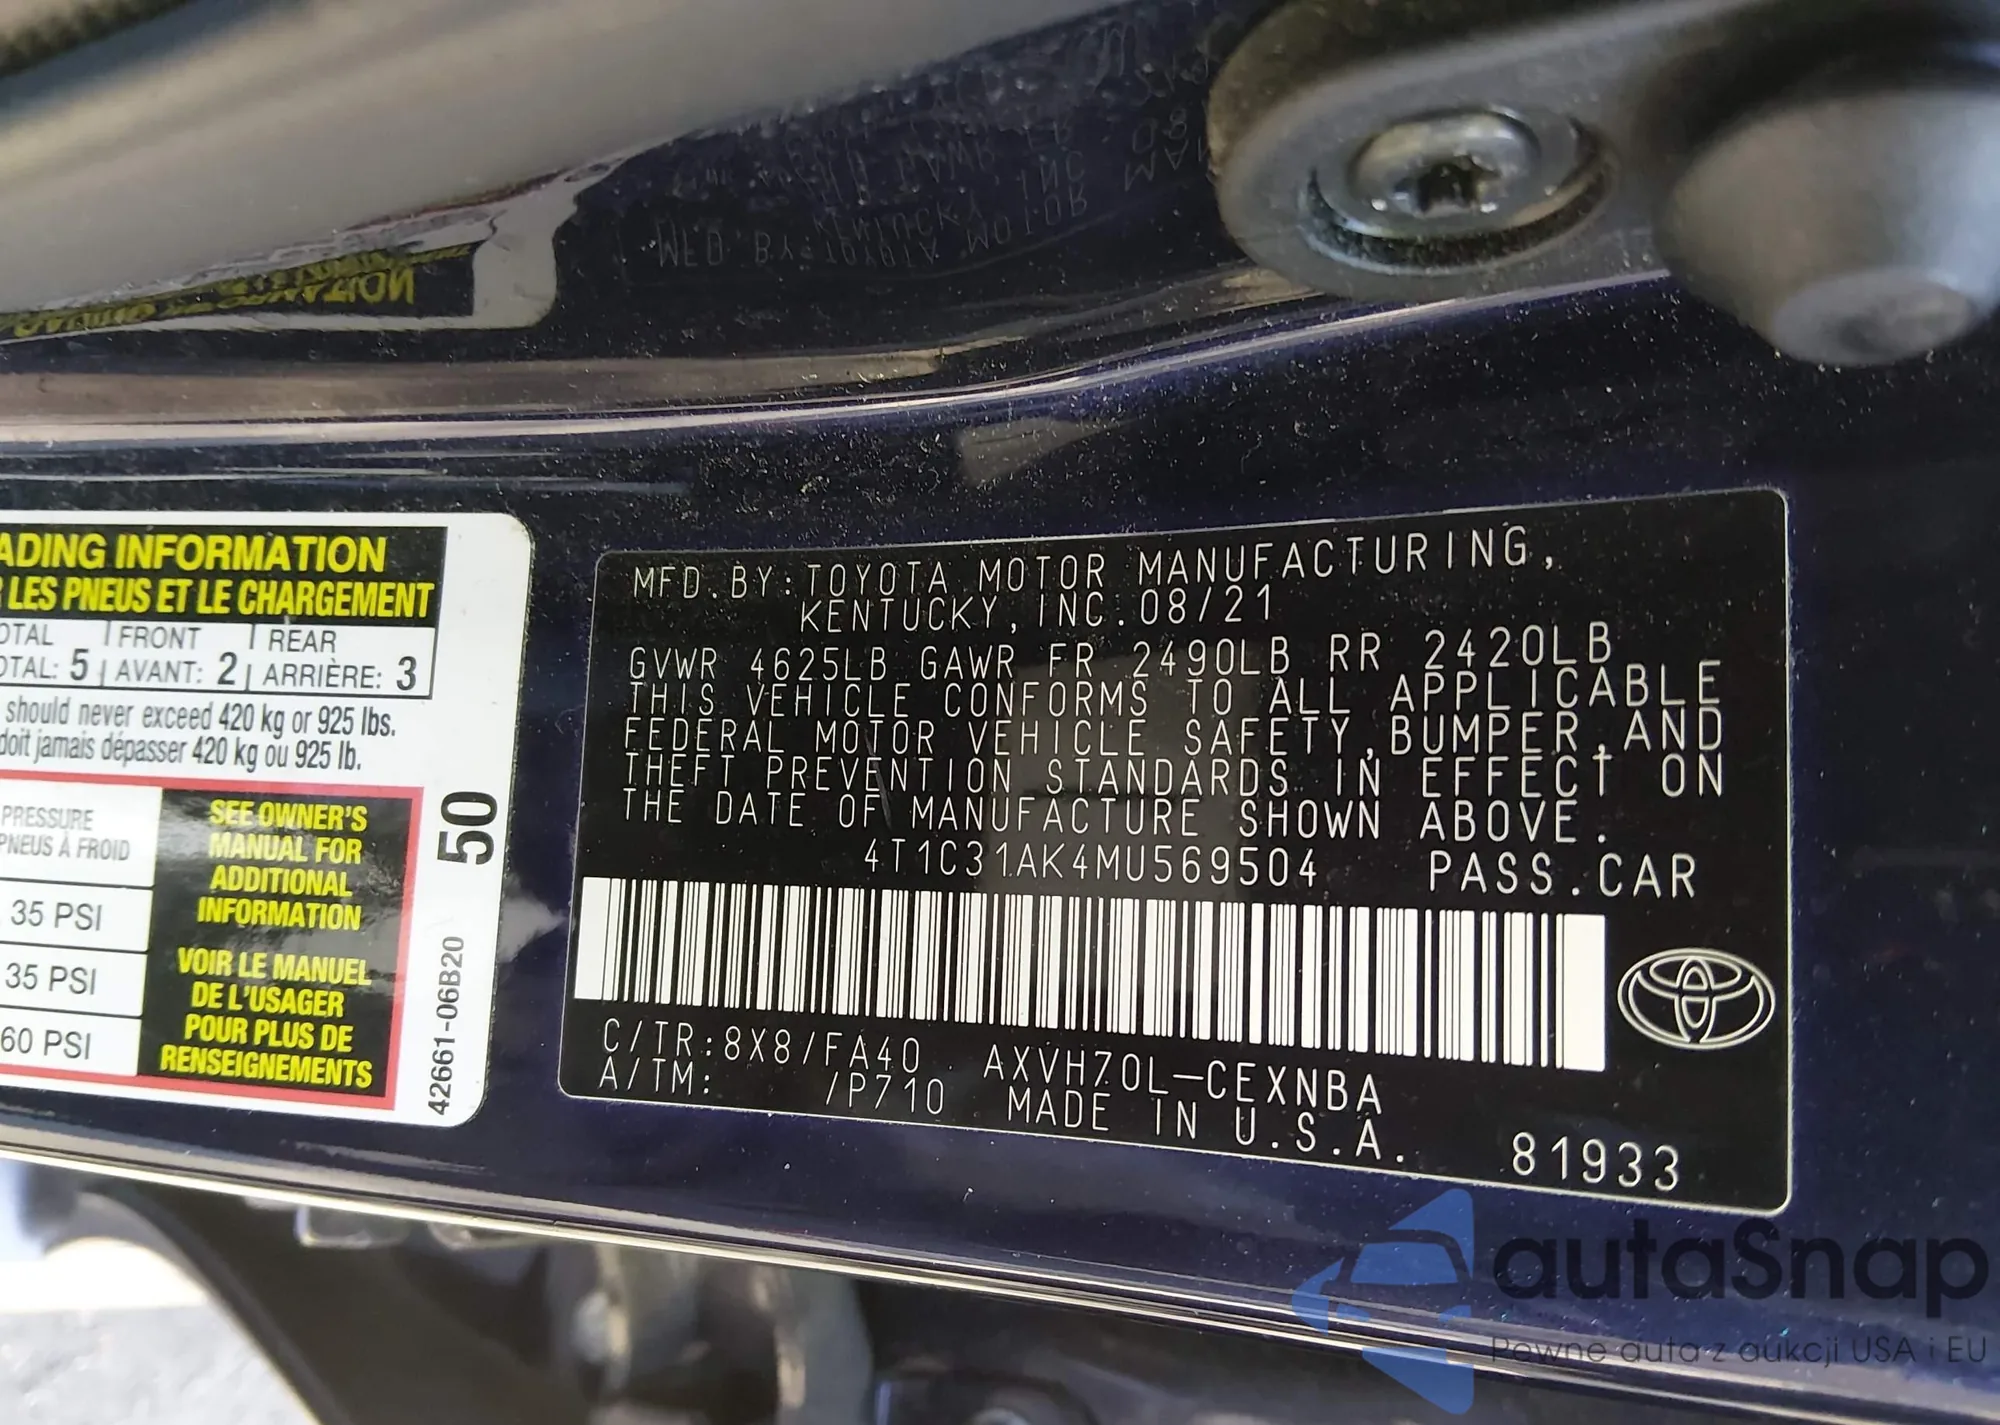 ADING INFORMATION
LES PNEUS ET LE CHARGEMENT
OTAL FRONT REAR
OTAL: 5 AVANT: 2 ARRIÈRE: 3
should never exceed 420 kg or 925 lbs.
doit jamais dépasser 420 kg ou 925 lb.
PRESSURE
PNEUS À FROID
35 PSI
35 PSI
60 PSI
SEE OWNER'S
MANUAL FOR
ADDITIONAL
INFORMATION
VOIR LE MANUEL
DE L'USAGER
POUR PLUS DE
RENSEIGNEMENTS
50
42661-06B20
MFD.BY:TOYOTA MOTOR MANUFACTURING,
KENTUCKY,INC.08/21
GVWR 4625LB GAWR FR 2490LB RR 2420LB
THIS VEHICLE CONFORMS TO ALL APPLICABLE
FEDERAL MOTOR VEHICLE SAFETY,BUMPER,AND
THEFT PREVENTION STANDARDS IN EFFECT ON
THE DATE OF MANUFACTURE SHOWN ABOVE.
4T1C31AK4MU569504 PASS.CAR
C/TR:8X8/FA40 AXVH70L-CEXNBA
A/TM: /P710 MADE IN U.S.A.
81933
autaSnap
Pewne auta z aukcji USA i EU